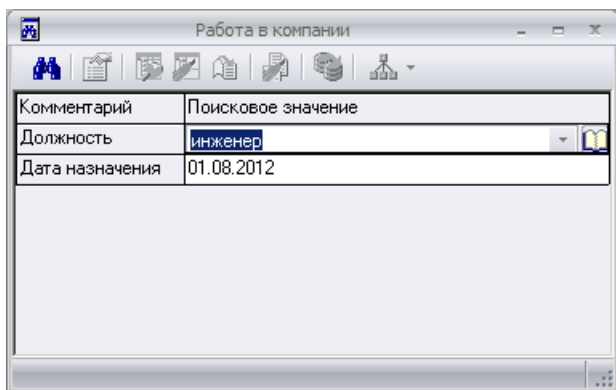 Работа в компании
Комментарий Поисковое значение
Должность инженер
Дата назначения 01.08.2012